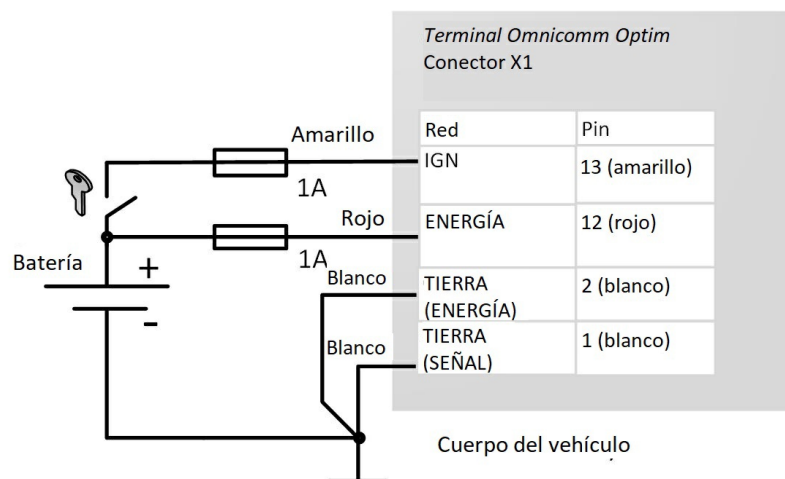 Terminal Omnicomm Optim
Conector X1
Amarillo
Red
Pin
IGN
13 (amarillo)
1A
Rojo
ENERGÍA
12 (rojo)
Batería
+
1A
Blanco
TIERRA
(ENERGÍA)
2 (blanco)
-
Blanco
TIERRA
(SEÑAL)
1 (blanco)
Cuerpo del vehículo